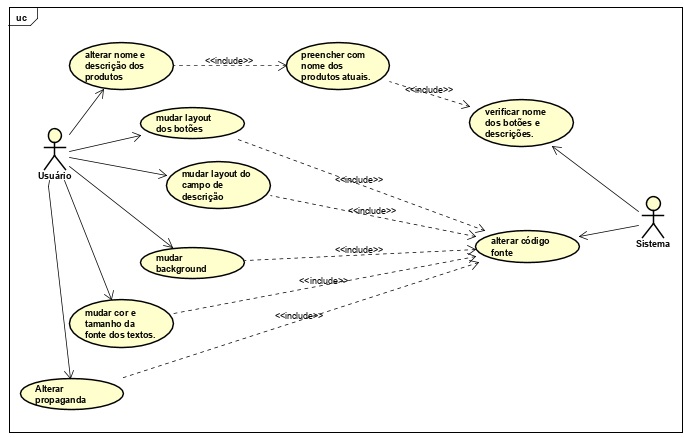 uc
alterar nome e
descrição dos
produtos
<<include>>
preencher com
nome dos
produtos atuais.
<<include>>
verificar nome
dos botões e
descrições.
mudar layout
dos botões
Usuário
mudar layout do
campo de
descrição
<<include>>
<<include>>
Sistema
alterar código
fonte
mudar
background
<<include>>
<<include>>
mudar cor e
tamanho da
fonte dos textos.
<<include>>
Alterar
propaganda